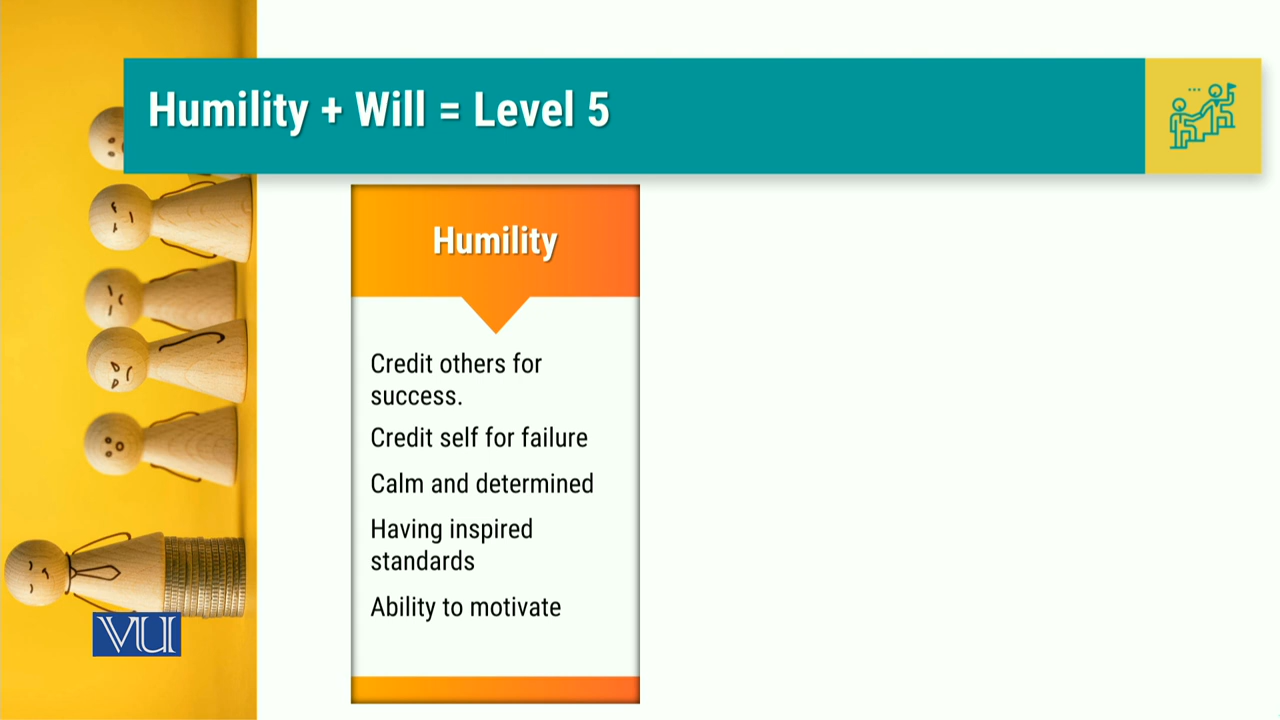 Humility + Will = Level 5
Humility
Credit others for
success.
Credit self for failure
Calm and determined
Having inspired
standards
Ability to motivate
VU